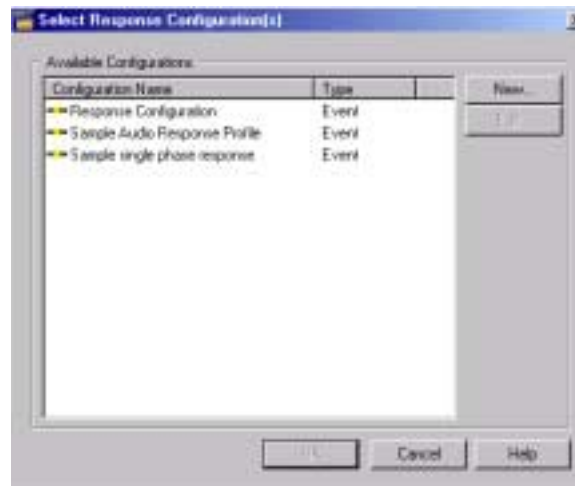 Select Response Configuration(s)
Available Configurations
Configuration Name Type
Response Configuration Event
Sample Audio Response Profile Event
Sample single phase response Event
New...
Cancel Help